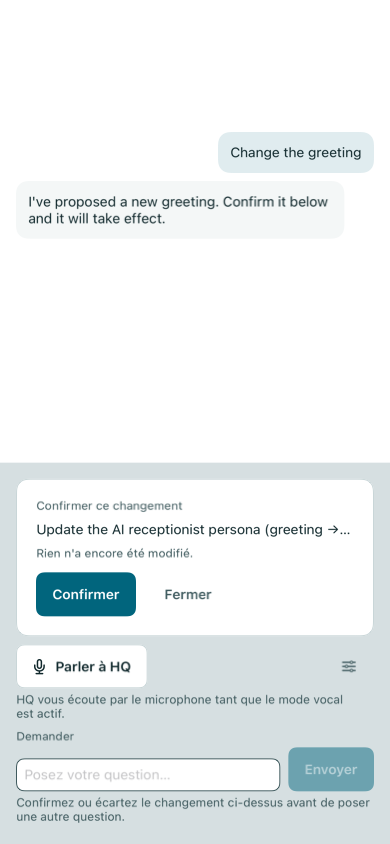 Change the greeting
I've proposed a new greeting. Confirm it below
and it will take effect.
Confirmer ce changement
Update the AI receptionist persona (greeting →...
Rien n'a encore été modifié.
Confirmer
Fermer
Parler à HQ
HQ vous écoute par le microphone tant que le mode vocal
est actif.
Demander
Posez votre question...
Envoyer
Confirmez ou écartez le changement ci-dessus avant de poser
une autre question.